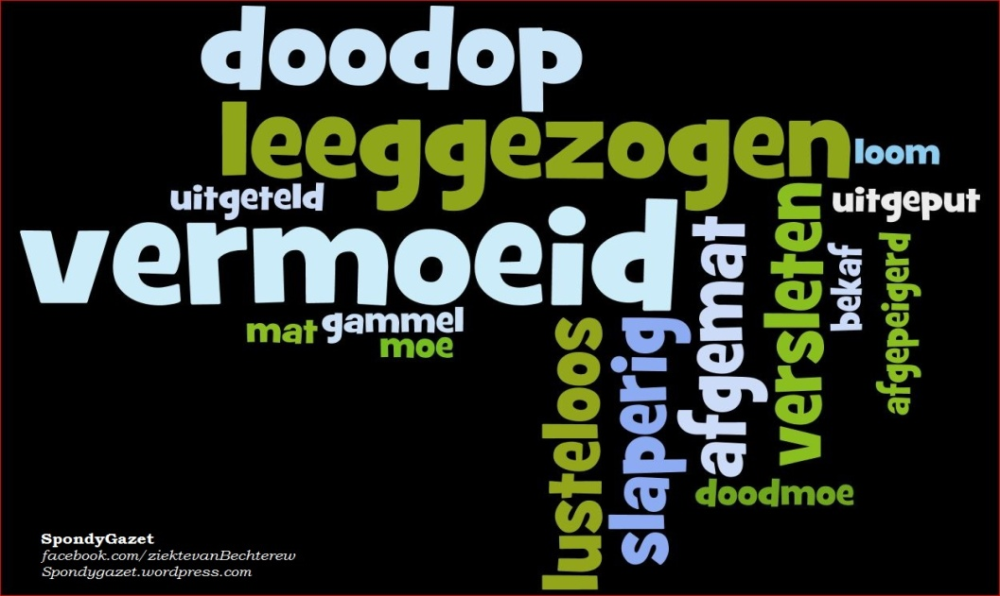 doodop
leeggezogen
loom
uitgeteld
uitgeput
vermoeid
mat
gammel
moe
lusteloos
slaperig
afgemat
versleten
bekaf
afgepeigerd
doodmoe
SpondyGazet
facebook.com/ziektevanBechterew
Spondygazet.wordpress.com